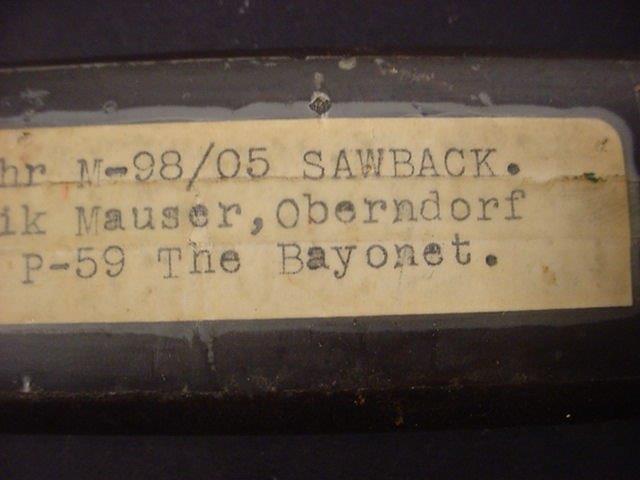 hr M-98/05 SAWBACK.
ik Mauser, Oberndorf
P-59 The Bayonet.